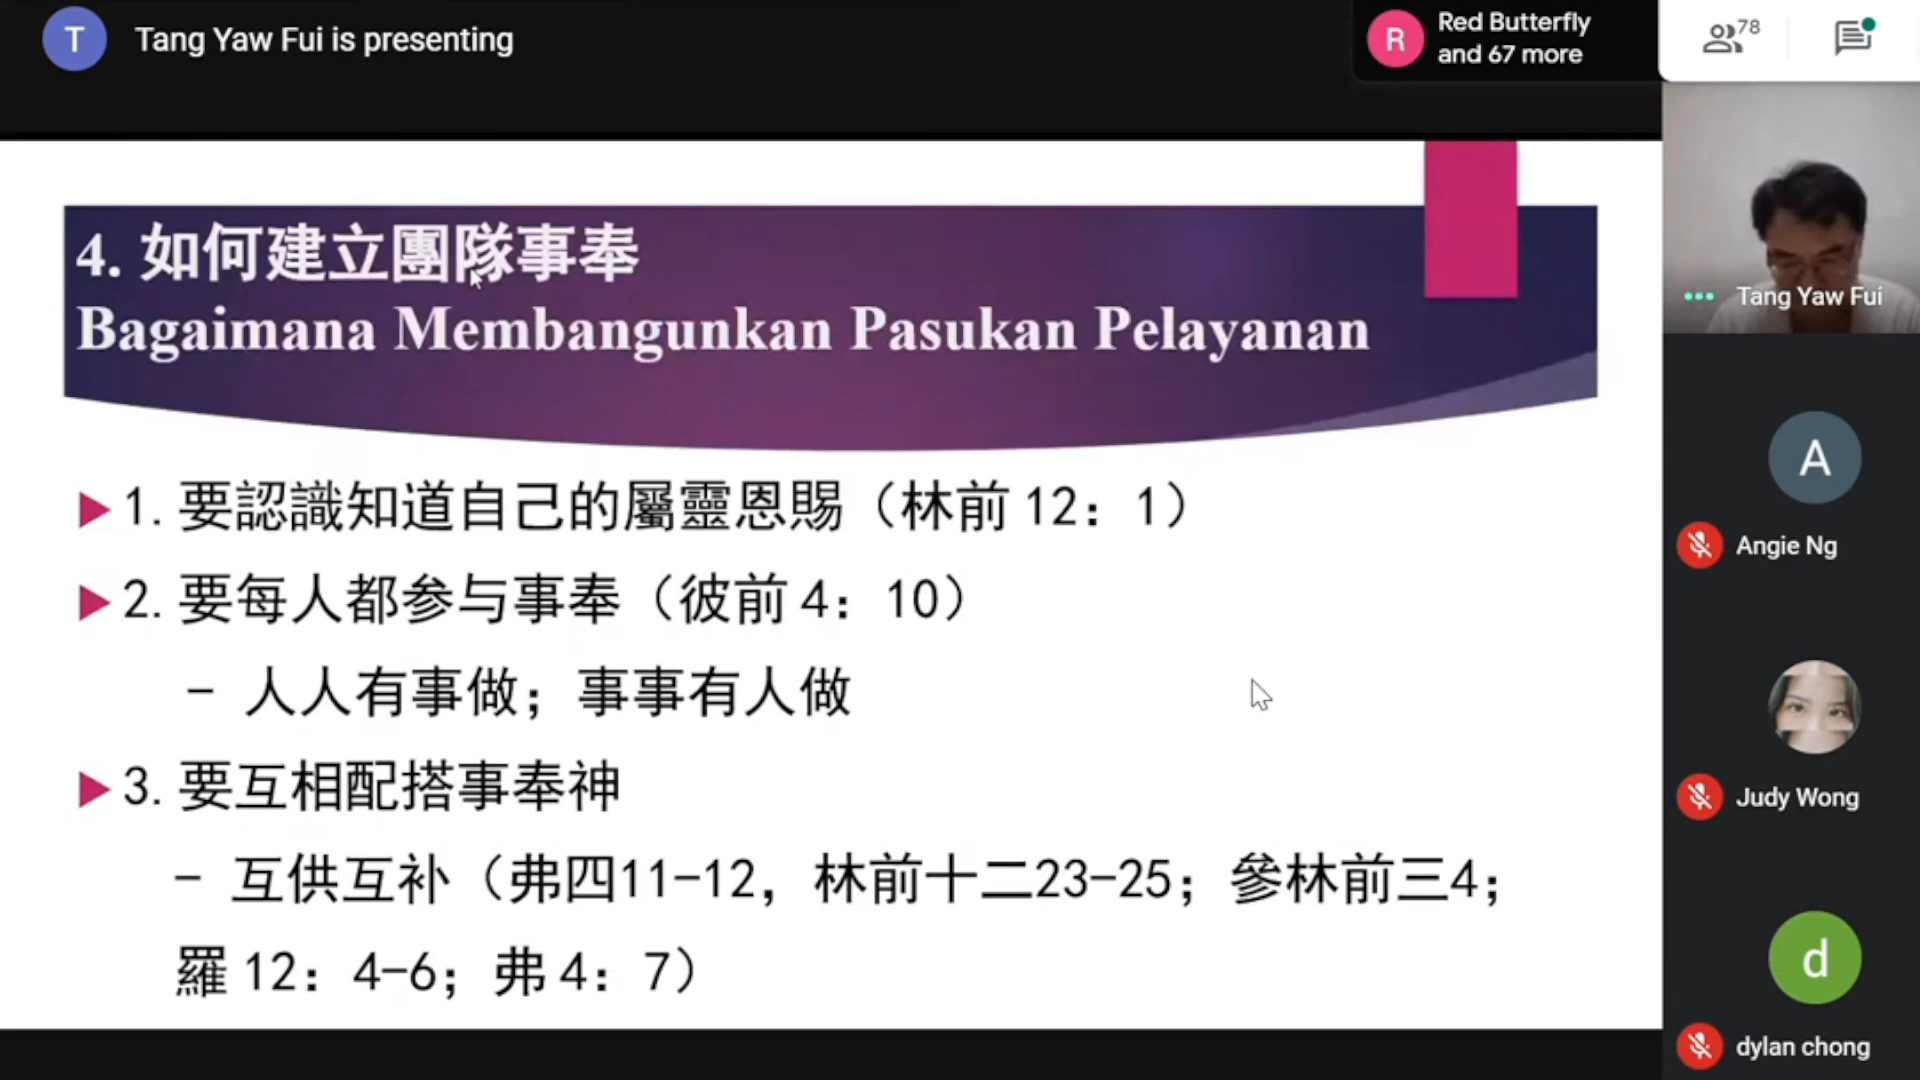 T
Tang Yaw Fui is presenting
R
Red Butterfly
and 67 more
78
4. 如何建立團隊事奉
Bagaimana Membangunkan Pasukan Pelayanan
1. 要認識知道自己的屬靈恩賜（林前 12：1）
2. 要每人都参与事奉（彼前 4：10）
- 人人有事做；事事有人做
3. 要互相配搭事奉神
- 互供互补（弗四11-12，林前十二23-25；參林前三4；
羅 12：4-6；弗 4：7）
Tang Yaw Fui
A
Angie Ng
Judy Wong
d
dylan chong